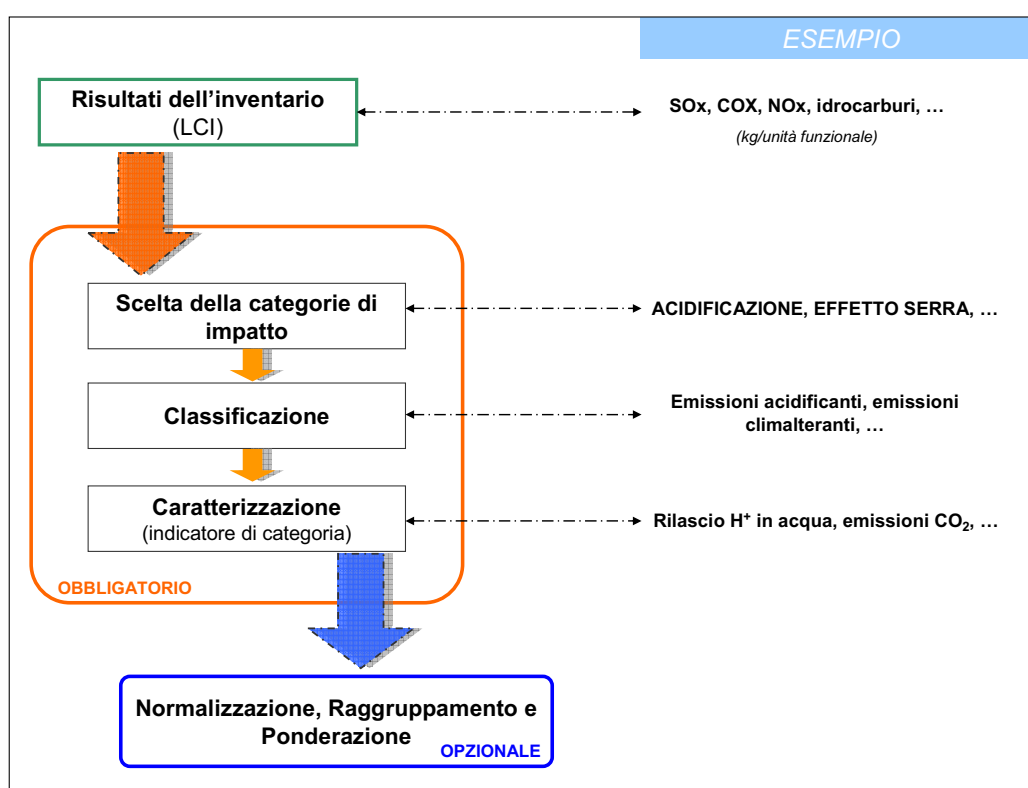 ESEMPIO
Risultati dell'inventario
(LCI)
SOx, COX, NOx, idrocarburi, …
(kg/unità funzionale)
Scelta della categorie di
impatto
ACIDIFICAZIONE, EFFETTO SERRA, …
Classificazione
Emissioni acidificanti, emissioni
climalteranti, …
Caratterizzazione
(indicatore di categoria)
Rilascio H⁺ in acqua, emissioni CO₂, …
OBBLIGATORIO
Normalizzazione, Raggruppamento e
Ponderazione
OPZIONALE